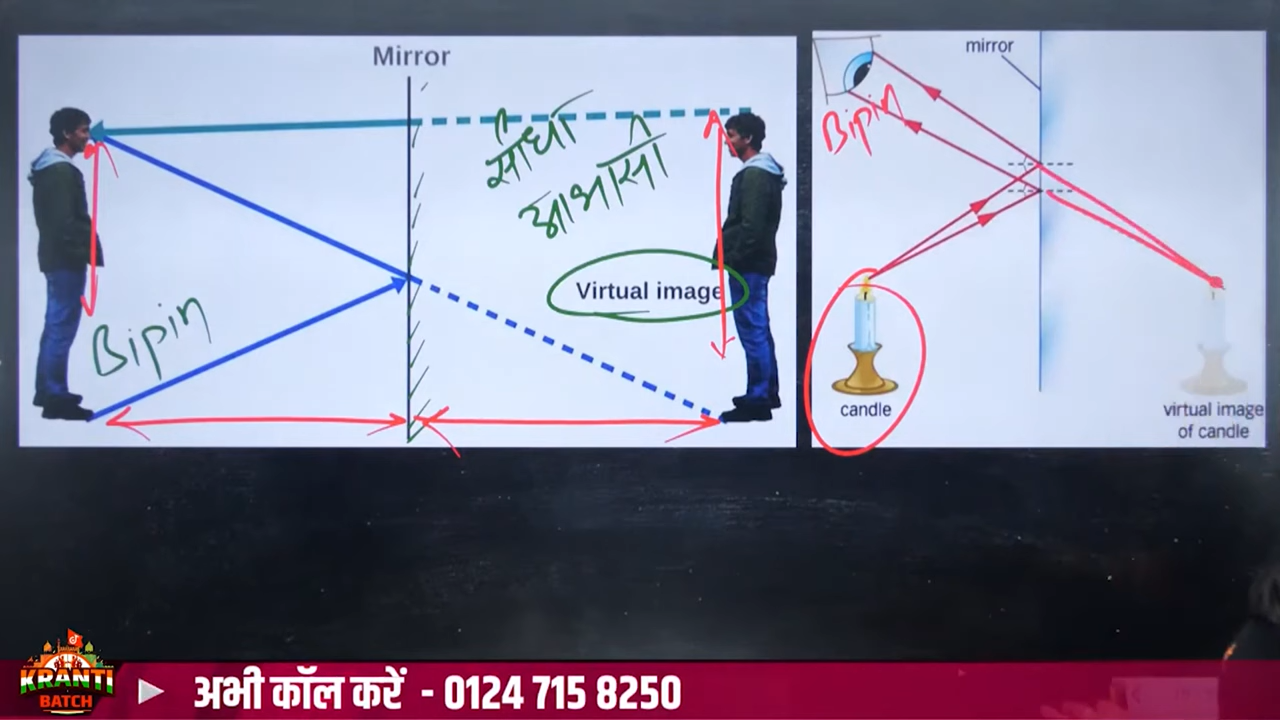 Mirror
सीधा
आभासी
Virtual image
Bipin
mirror
Bipin
candle
virtual image
of candle
KRANTI
BATCH
अभी कॉल करें - 0124 715 8250